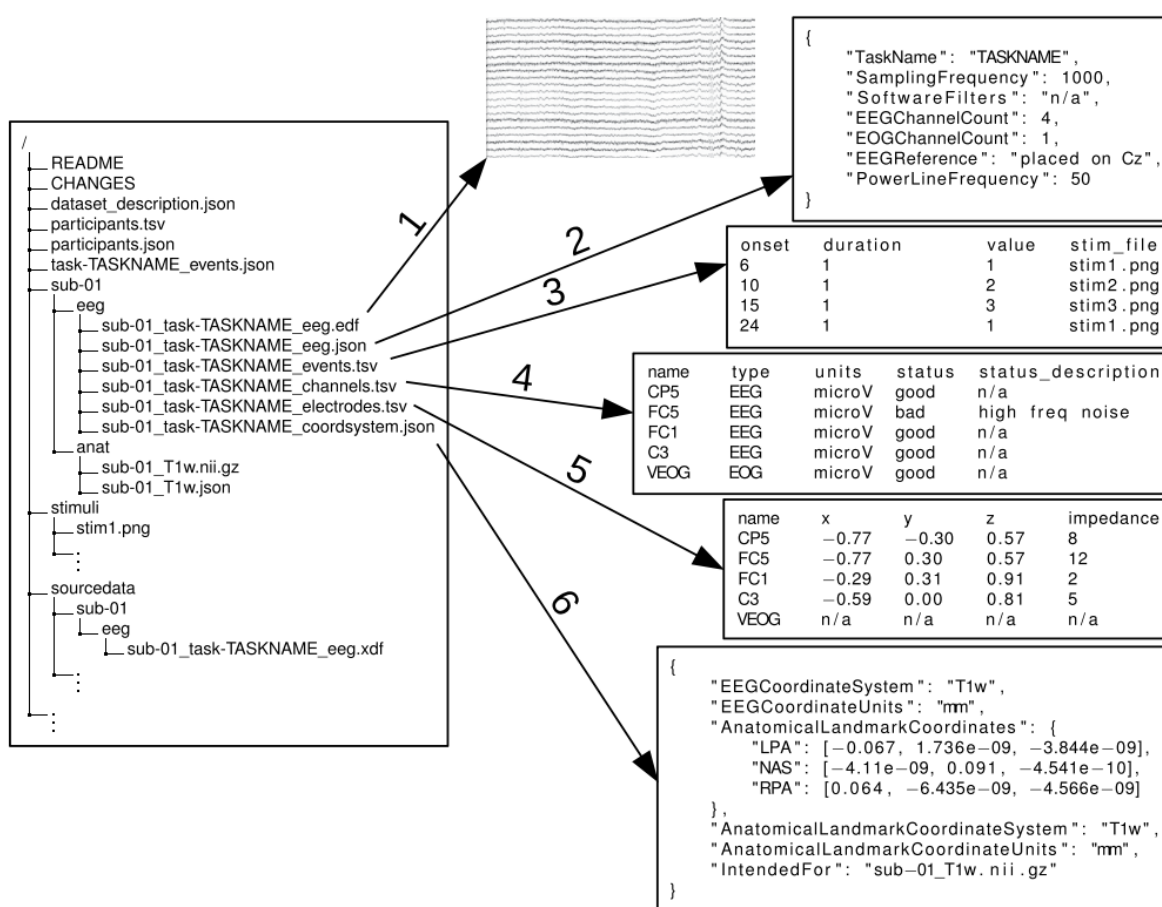 /
README
CHANGES
dataset_description.json
participants.tsv
participants.json
task-TASKNAME_events.json
sub-01
eeg
sub-01_task-TASKNAME_eeg.edf
sub-01_task-TASKNAME_eeg.json
sub-01_task-TASKNAME_events.tsv
sub-01_task-TASKNAME_channels.tsv
sub-01_task-TASKNAME_electrodes.tsv
sub-01_task-TASKNAME_coordsystem.json
anat
sub-01_T1w.nii.gz
sub-01_T1w.json
stimuli
stim1.png
⋮
sourcedata
sub-01
eeg
sub-01_task-TASKNAME_eeg.xdf
⋮
⋮
1
2
3
4
5
6
{
"TaskName": "TASKNAME",
"SamplingFrequency": 1000,
"SoftwareFilters": "n/a",
"EEGChannelCount": 4,
"EOGChannelCount": 1,
"EEGReference": "placed on Cz",
"PowerLineFrequency": 50
}
onset duration value stim_file
6 1 1 stim1.png
10 1 2 stim2.png
15 1 3 stim3.png
24 1 1 stim1.png
name type units status status_description
CP5 EEG microV good n/a
FC5 EEG microV bad high freq noise
FC1 EEG microV good n/a
C3 EEG microV good n/a
VEOG EOG microV good n/a
name x y z impedance
CP5 −0.77 −0.30 0.57 8
FC5 −0.77 0.30 0.57 12
FC1 −0.29 0.31 0.91 2
C3 −0.59 0.00 0.81 5
VEOG n/a n/a n/a n/a
{
"EEGCoordinateSystem": "T1w",
"EEGCoordinateUnits": "mm",
"AnatomicalLandmarkCoordinates": {
"LPA": [−0.067, 1.736e−09, −3.844e−09],
"NAS": [−4.11e−09, 0.091, −4.541e−10],
"RPA": [0.064, −6.435e−09, −4.566e−09]
},
"AnatomicalLandmarkCoordinateSystem": "T1w",
"AnatomicalLandmarkCoordinateUnits": "mm",
"IntendedFor": "sub−01_T1w.nii.gz"
}